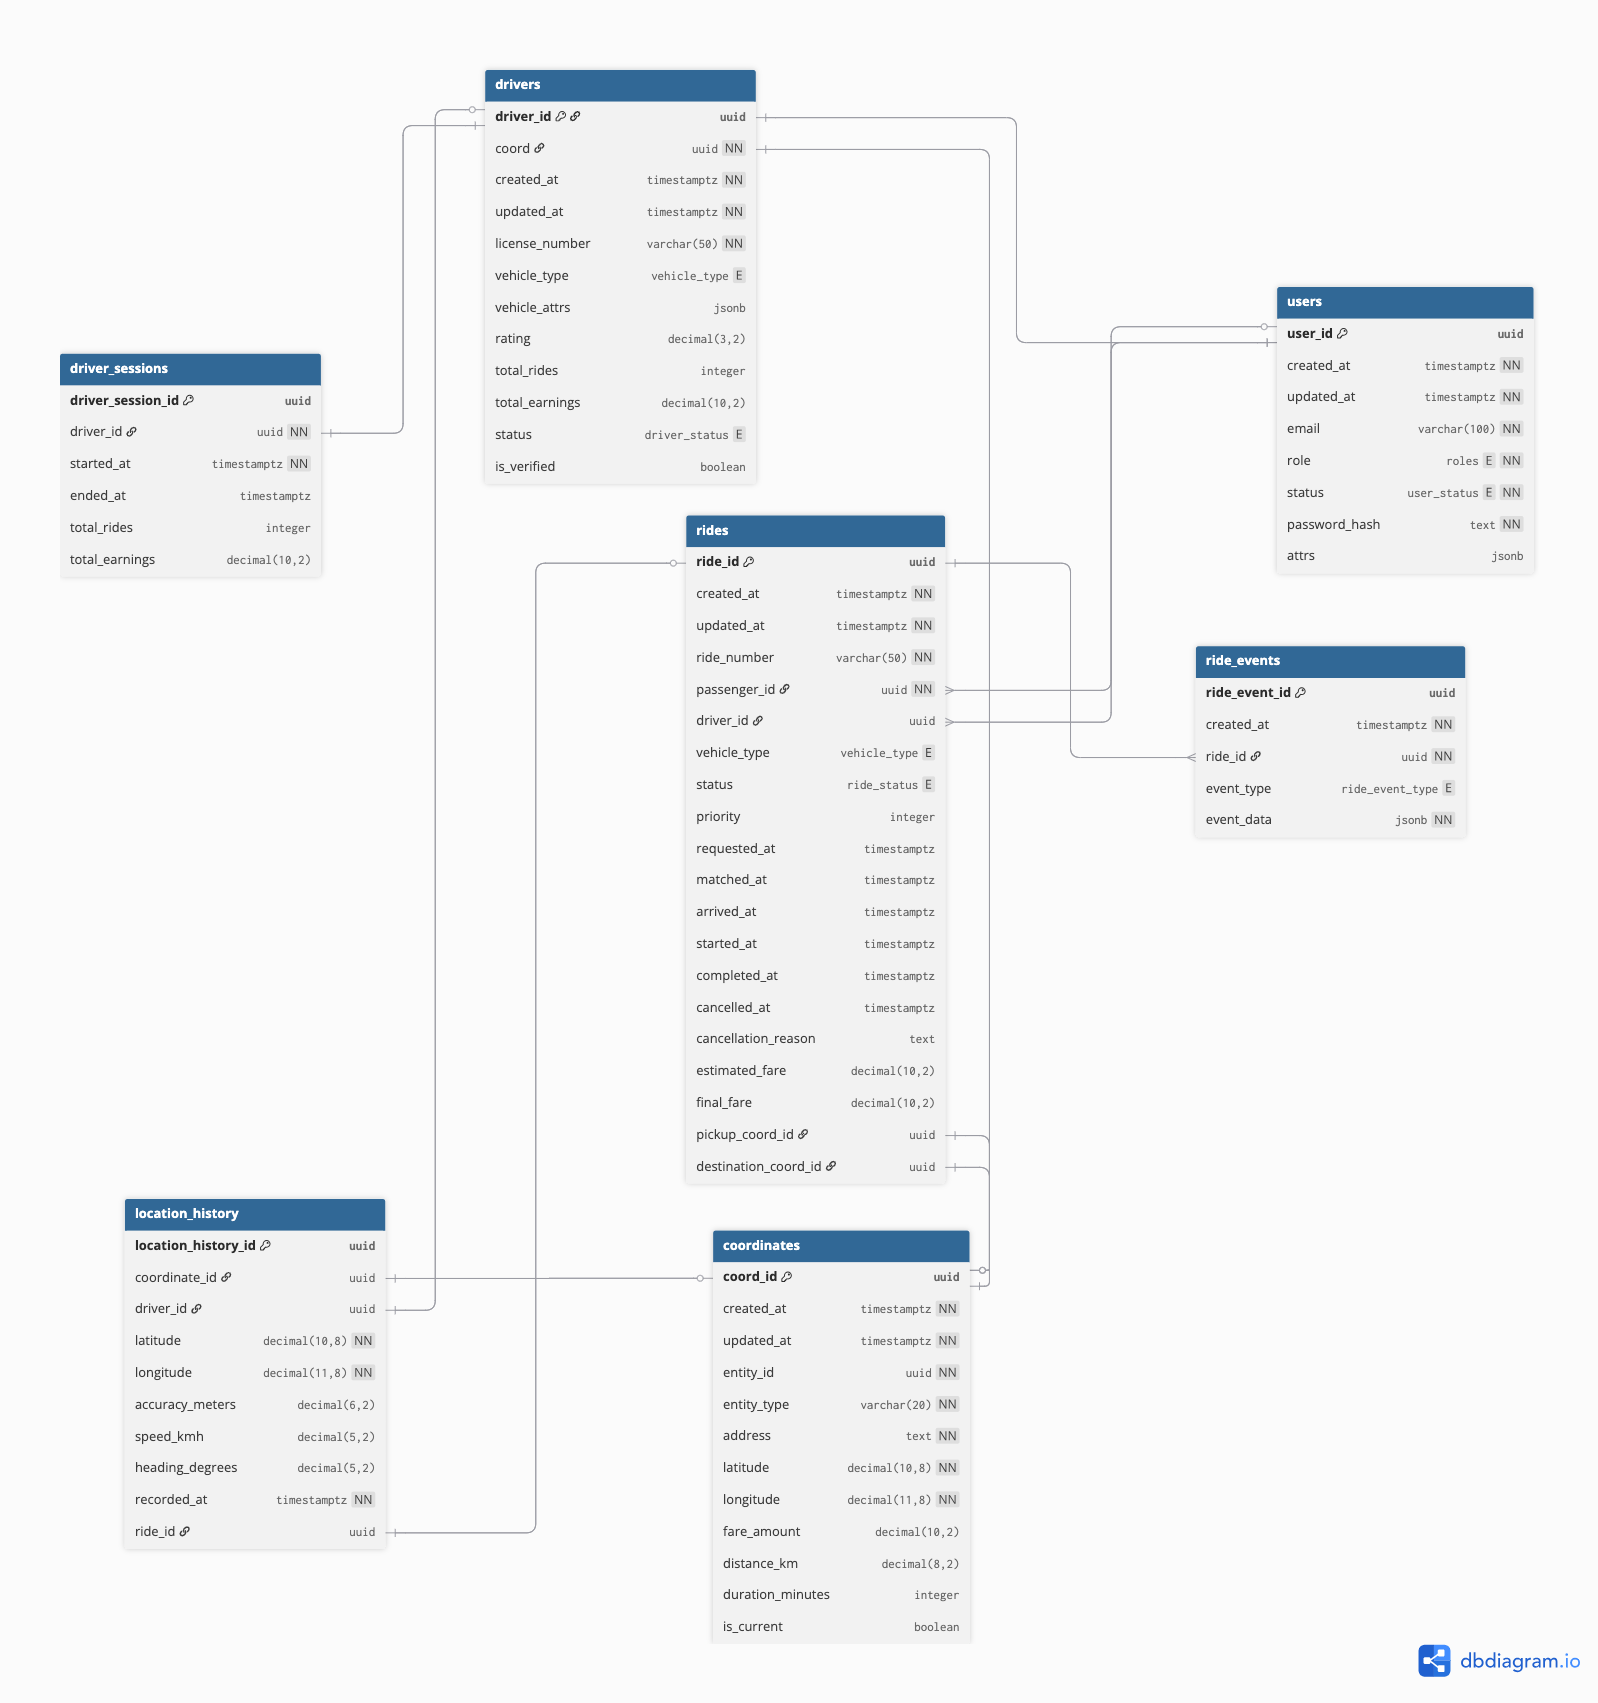 drivers
driver_id uuid
coord uuid NN
created_at timestamptz NN
updated_at timestamptz NN
license_number varchar(50) NN
vehicle_type vehicle_type E
vehicle_attrs jsonb
rating decimal(3,2)
total_rides integer
total_earnings decimal(10,2)
status driver_status E
is_verified boolean
users
user_id uuid
created_at timestamptz NN
updated_at timestamptz NN
email varchar(100) NN
role roles E NN
status user_status E NN
password_hash text NN
attrs jsonb
driver_sessions
driver_session_id uuid
driver_id uuid NN
started_at timestamptz NN
ended_at timestamptz
total_rides integer
total_earnings decimal(10,2)
rides
ride_id uuid
created_at timestamptz NN
updated_at timestamptz NN
ride_number varchar(50) NN
passenger_id uuid NN
driver_id uuid
vehicle_type vehicle_type E
status ride_status E
priority integer
requested_at timestamptz
matched_at timestamptz
arrived_at timestamptz
started_at timestamptz
completed_at timestamptz
cancelled_at timestamptz
cancellation_reason text
estimated_fare decimal(10,2)
final_fare decimal(10,2)
pickup_coord_id uuid
destination_coord_id uuid
ride_events
ride_event_id uuid
created_at timestamptz NN
ride_id uuid NN
event_type ride_event_type E
event_data jsonb NN
location_history
location_history_id uuid
coordinate_id uuid
driver_id uuid
latitude decimal(10,8) NN
longitude decimal(11,8) NN
accuracy_meters decimal(6,2)
speed_kmh decimal(5,2)
heading_degrees decimal(5,2)
recorded_at timestamptz NN
ride_id uuid
coordinates
coord_id uuid
created_at timestamptz NN
updated_at timestamptz NN
entity_id uuid NN
entity_type varchar(20) NN
address text NN
latitude decimal(10,8) NN
longitude decimal(11,8) NN
fare_amount decimal(10,2)
distance_km decimal(8,2)
duration_minutes integer
is_current boolean
dbdiagram.io